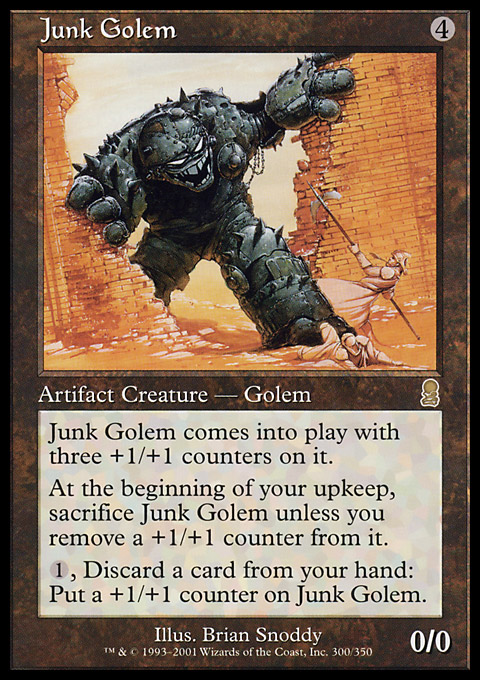 Junk Golem 4
Artifact Creature — Golem
Junk Golem comes into play with
three +1/+1 counters on it.
At the beginning of your upkeep,
sacrifice Junk Golem unless you
remove a +1/+1 counter from it.
1, Discard a card from your hand:
Put a +1/+1 counter on Junk Golem.
Illus. Brian Snoddy
™ & © 1993-2001 Wizards of the Coast, Inc. 300/350
0/0